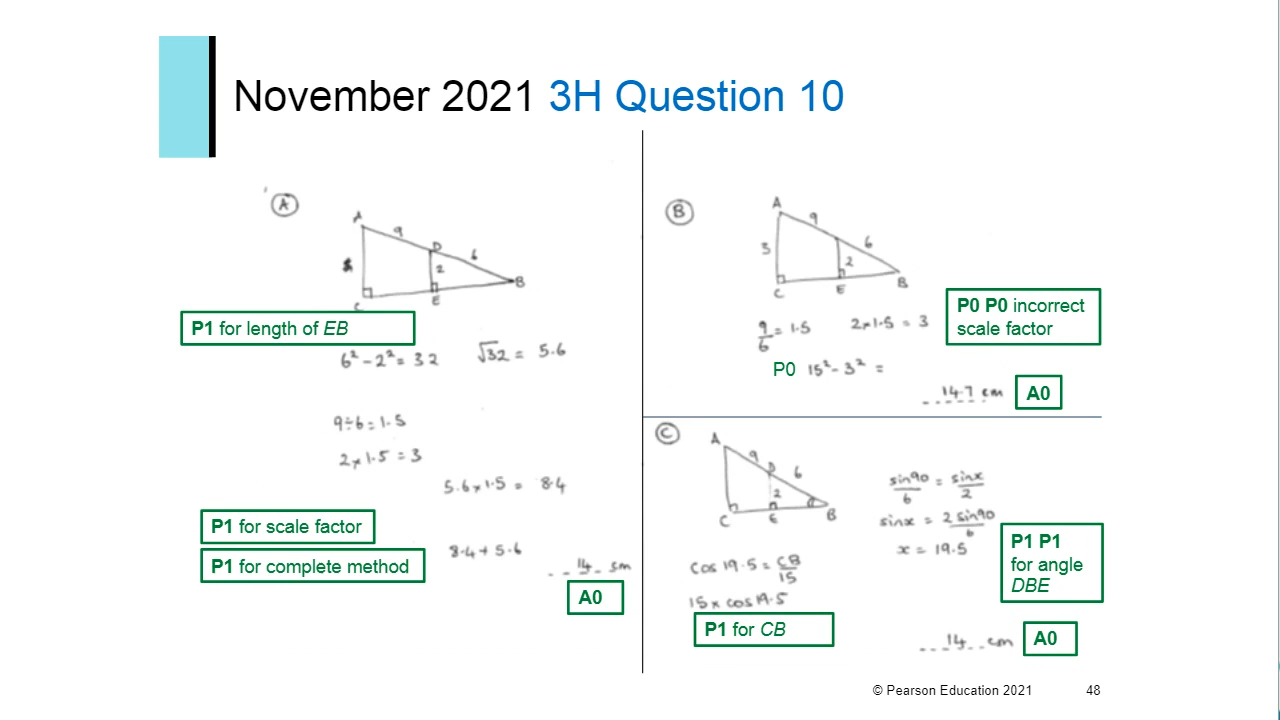 November 2021 3H Question 10
A
A
9
D
6
2
B
C
E
P1 for length of EB
6² – 2² = 32 √32 = 5.6
9÷6 = 1.5
2 × 1.5 = 3
5.6 × 1.5 = 8.4
P1 for scale factor
8.4 + 5.6
P1 for complete method
14 cm
A0
B
A
9
6
3
2
C
E
B
P0 P0 incorrect
scale factor
9/6 = 1.5 2×1.5 = 3
P0 15² – 3² =
14.7 cm A0
C
A
9
D
6
2
C
E
B
sin90/6 = sinx/2
sinx = 2 sin90/6
x = 19.5
P1 P1
for angle
DBE
cos 19.5 = CB/15
15 × cos 19.5
P1 for CB
14 cm A0
© Pearson Education 2021 48